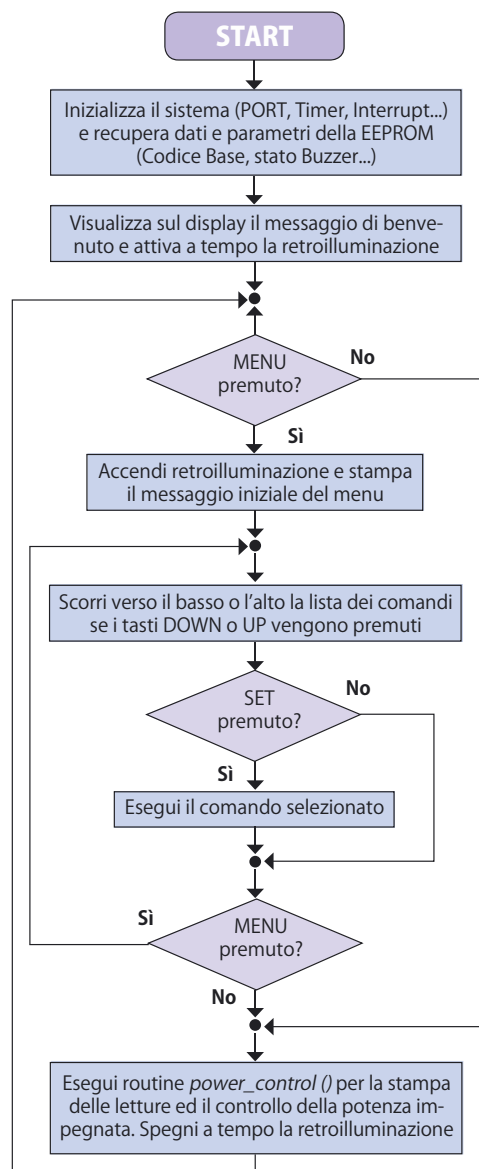 START
Inizializza il sistema (PORT, Timer, Interrupt...)
e recupera dati e parametri della EEPROM
(Codice Base, stato Buzzer...)
Visualizza sul display il messaggio di benve-
nuto e attiva a tempo la retroilluminazione
MENU
premuto?
No
Sì
Accendi retroilluminazione e stampa
il messaggio iniziale del menu
Scorri verso il basso o l'alto la lista dei comandi
se i tasti DOWN o UP vengono premuti
SET
premuto?
No
Sì
Esegui il comando selezionato
Sì
MENU
premuto?
No
Esegui routine power_control () per la stampa
delle letture ed il controllo della potenza im-
pegnata. Spegni a tempo la retroilluminazione